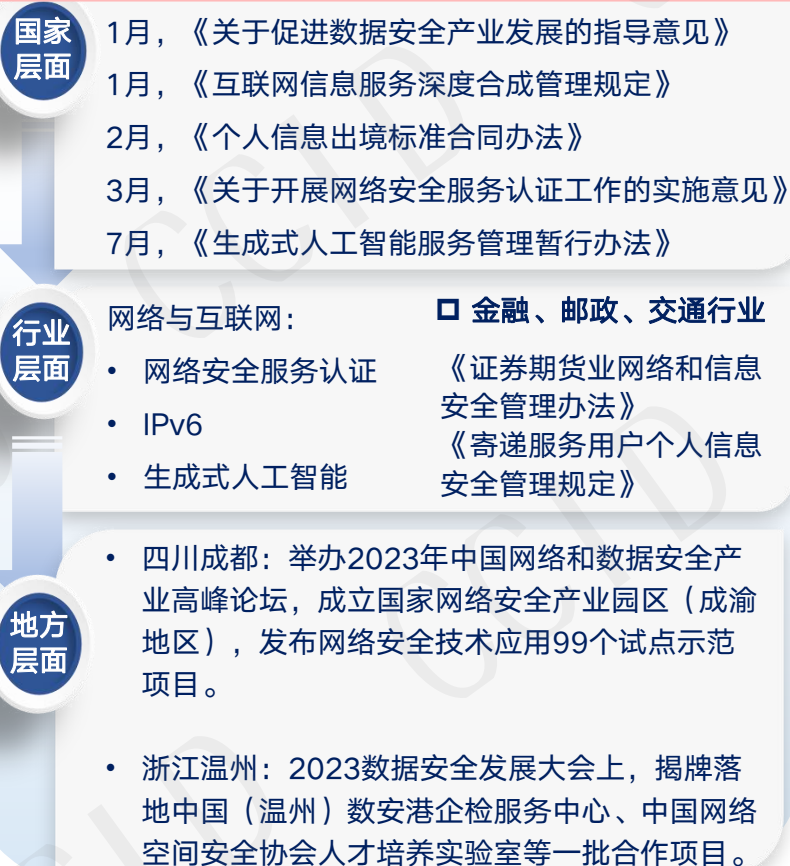 国家
层面
1月，《关于促进数据安全产业发展的指导意见》
1月，《互联网信息服务深度合成管理规定》
2月，《个人信息出境标准合同办法》
3月，《关于开展网络安全服务认证工作的实施意见》
7月，《生成式人工智能服务管理暂行办法》
行业
层面
网络与互联网：
• 网络安全服务认证
• IPv6
• 生成式人工智能
金融、邮政、交通行业
《证券期货业网络和信息
安全管理办法》
《寄递服务用户个人信息
安全管理规定》
地方
层面
• 四川成都：举办2023年中国网络和数据安全产
业高峰论坛，成立国家网络安全产业园区（成渝
地区），发布网络安全技术应用99个试点示范
项目。
• 浙江温州：2023数据安全发展大会上，揭牌落
地中国（温州）数安港企检服务中心、中国网络
空间安全协会人才培养实验室等一批合作项目。
CCID
CCID
CCID